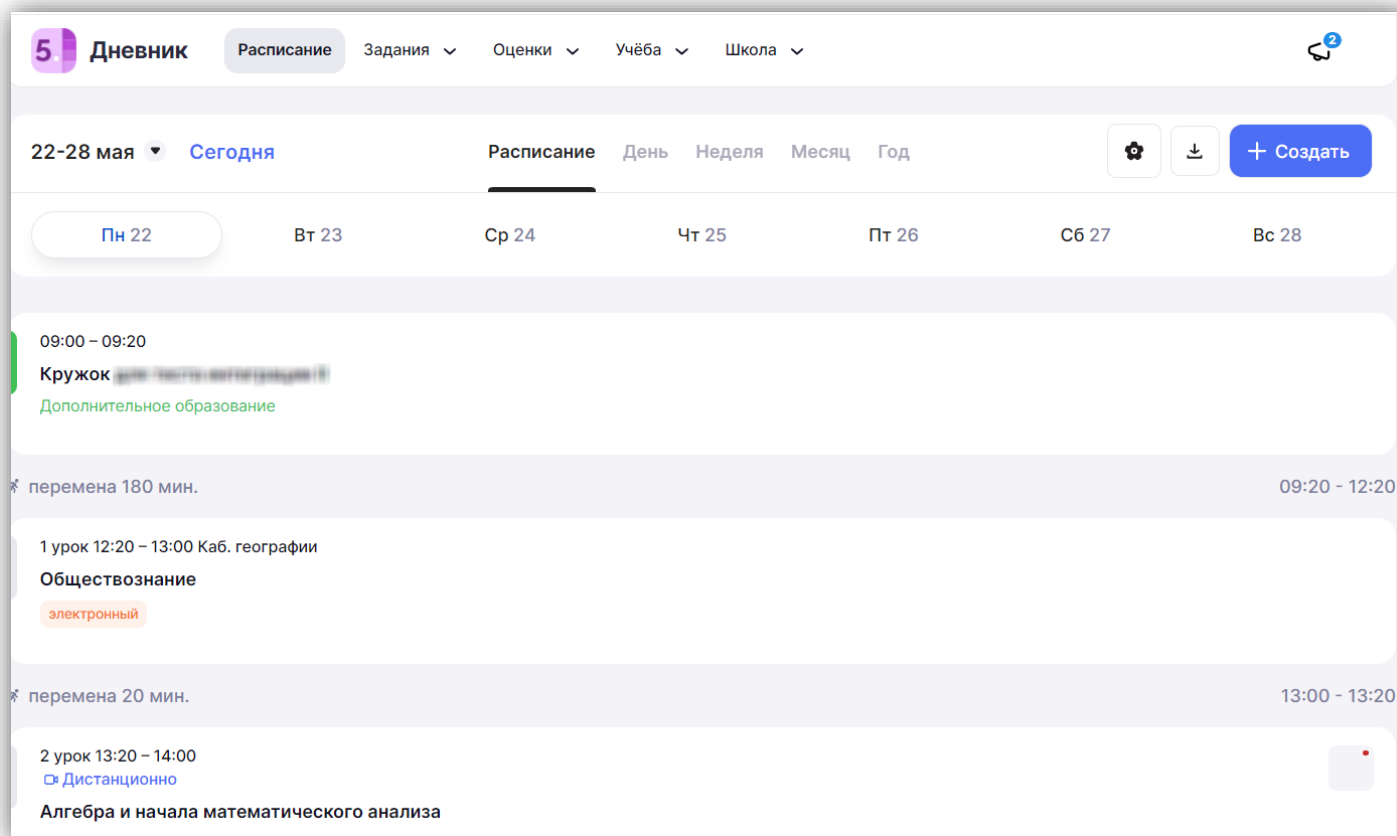 5. Дневник Расписание Задания Оценки Учёба Школа 2
22-28 мая Сегодня Расписание День Неделя Месяц Год + Создать
Пн 22 Вт 23 Ср 24 Чт 25 Пт 26 Сб 27 Вс 28
09:00 – 09:20
Кружок
Дополнительное образование
перемена 180 мин. 09:20 - 12:20
1 урок 12:20 – 13:00 Каб. географии
Обществознание
электронный
перемена 20 мин. 13:00 - 13:20
2 урок 13:20 – 14:00
Дистанционно
Алгебра и начала математического анализа